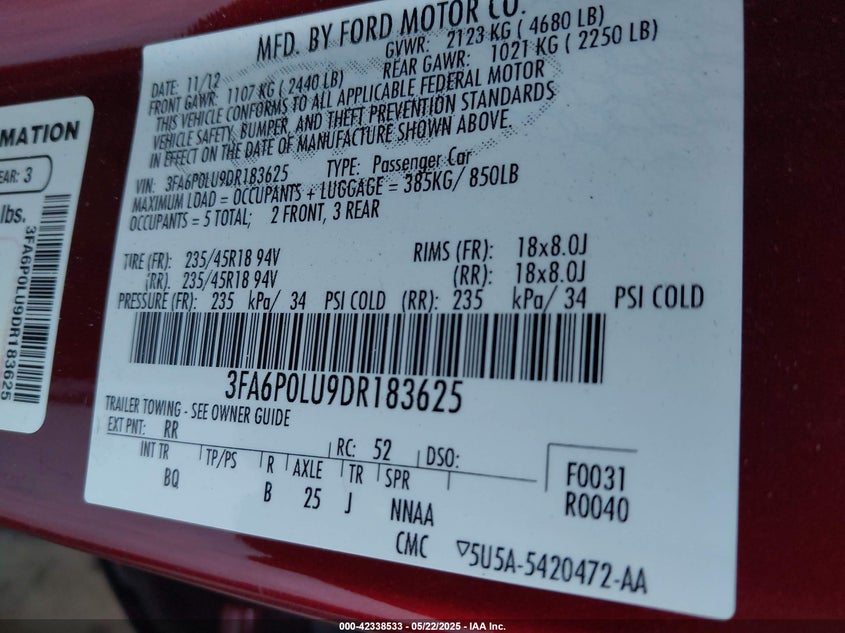 MFD. BY FORD MOTOR CO.
DATE: 11/12 GVWR: 2123 KG ( 4680 LB)
FRONT GAWR: 1107 KG ( 2440 LB) REAR GAWR: 1021 KG ( 2250 LB)
THIS VEHICLE CONFORMS TO ALL APPLICABLE FEDERAL MOTOR
VEHICLE SAFETY, BUMPER, AND THEFT PREVENTION STANDARDS
IN EFFECT ON THE DATE OF MANUFACTURE SHOWN ABOVE.
VIN: 3FA6P0LU9DR183625 TYPE: Passenger Car
MAXIMUM LOAD = OCCUPANTS + LUGGAGE = 385KG/ 850LB
OCCUPANTS = 5 TOTAL; 2 FRONT, 3 REAR
TIRE (FR): 235/45R18 94V RIMS (FR): 18x8.0J
(RR): 235/45R18 94V (RR): 18x8.0J
PRESSURE (FR): 235 kPa/ 34 PSI COLD (RR): 235 kPa/ 34 PSI COLD
3FA6P0LU9DR183625
TRAILER TOWING - SEE OWNER GUIDE
EXT PNT: RR RC: 52 DSO:
INT TR TP/PS R AXLE TR SPR
BQ B 25 J NNAA
CMC
F0031
R0040
5U5A-5420472-AA
MATION
EAR: 3
lbs.
3FA6P0LU9DR183625
000-42338533 - 05/22/2025 - IAA Inc.